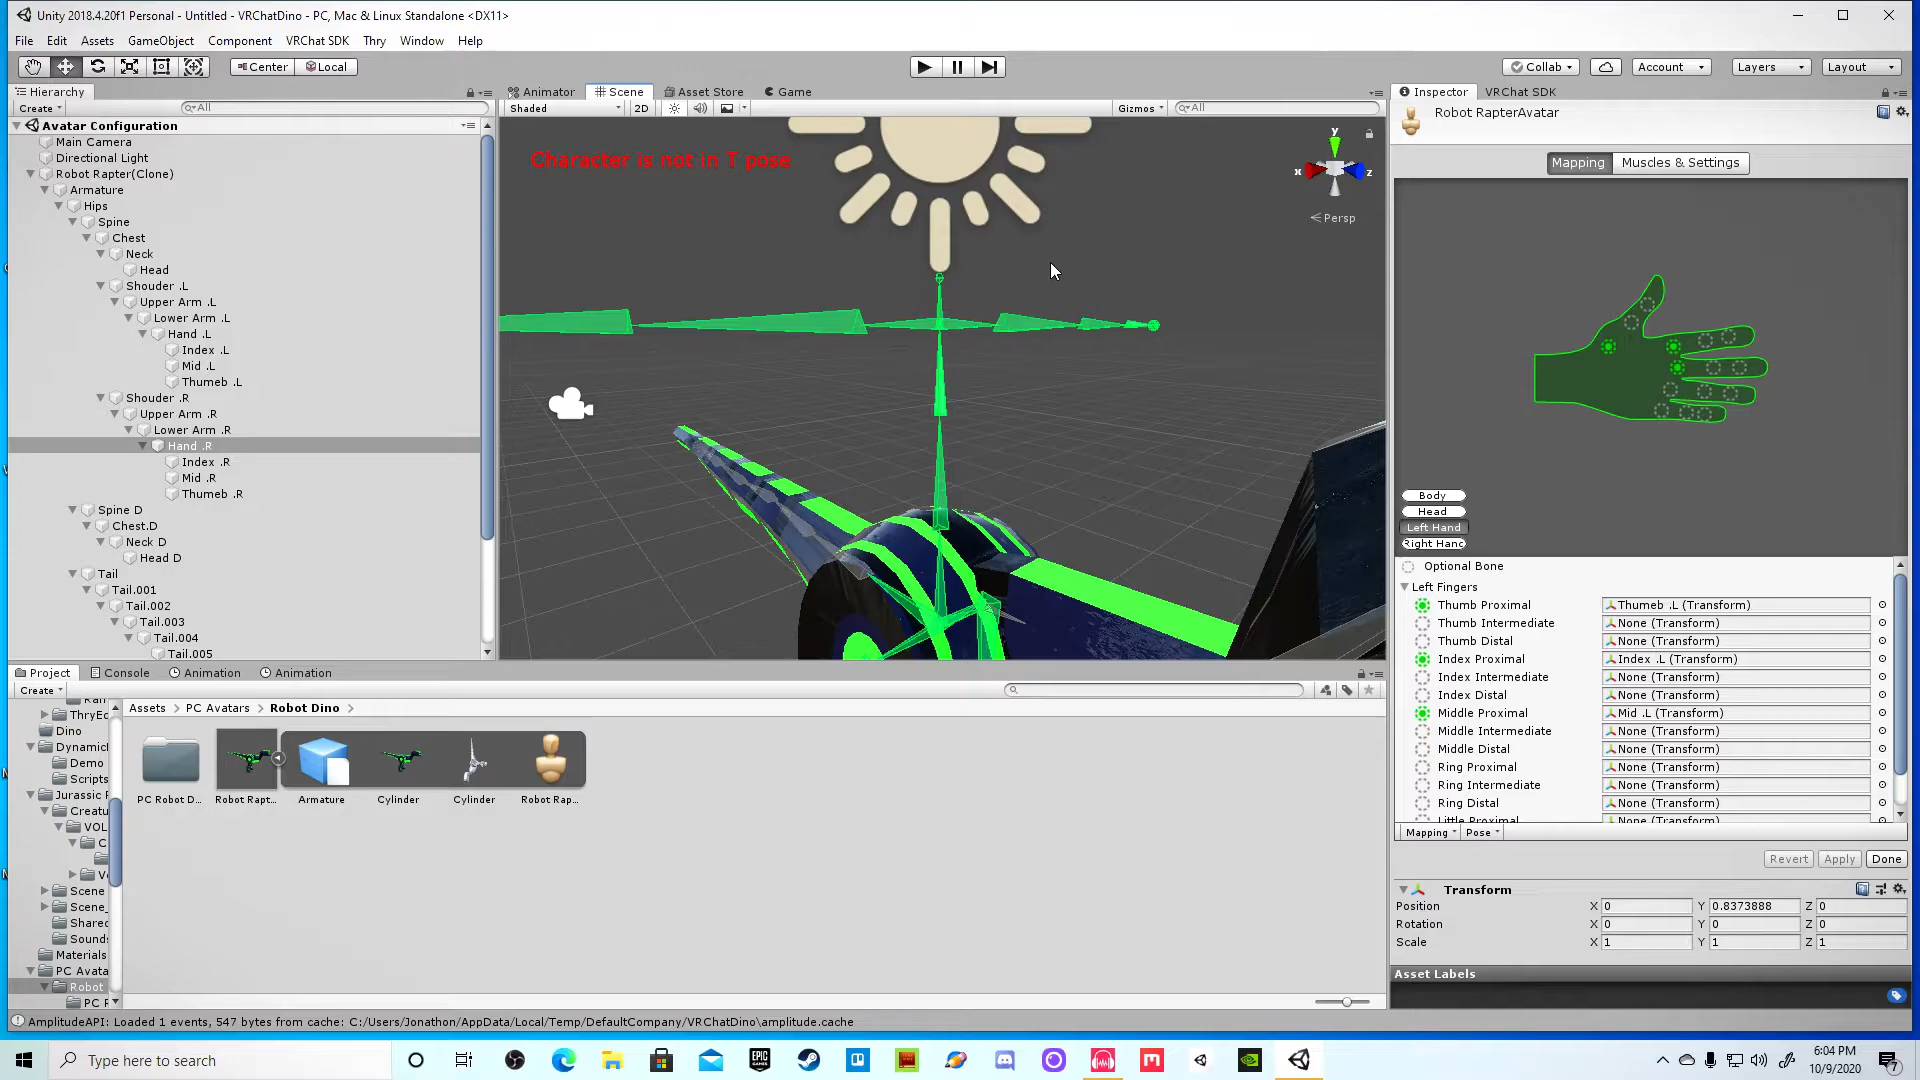 Unity 2018.4.20f1 Personal - Untitled - VRChatDino - PC, Mac & Linux Standalone <DX11>
File Edit Assets GameObject Component VRChat SDK Thry Window Help
Center Local Collab Account Layers Layout
Hierarchy
Create All
Avatar Configuration
Main Camera
Directional Light
Robot Rapter(Clone)
Armature
Hips
Spine
Chest
Neck
Head
Shouder .L
Upper Arm .L
Lower Arm .L
Hand .L
Index .L
Mid .L
Thumeb .L
Shouder .R
Upper Arm .R
Lower Arm .R
Hand .R
Index .R
Mid .R
Thumeb .R
Spine D
Chest.D
Neck D
Head D
Tail
Tail.001
Tail.002
Tail.003
Tail.004
Tail.005
Animator Scene Asset Store Game
Shaded 2D Gizmos All
Character is not in T pose
y
x z
Persp
Inspector VRChat SDK
Robot RapterAvatar
Mapping Muscles & Settings
Body
Head
Left Hand
Right Hand
Optional Bone
Left Fingers
Thumb Proximal Thumeb .L (Transform)
Thumb Intermediate None (Transform)
Thumb Distal None (Transform)
Index Proximal Index .L (Transform)
Index Intermediate None (Transform)
Index Distal None (Transform)
Middle Proximal Mid .L (Transform)
Middle Intermediate None (Transform)
Middle Distal None (Transform)
Ring Proximal None (Transform)
Ring Intermediate None (Transform)
Ring Distal None (Transform)
Little Proximal None (Transform)
Mapping Pose
Revert Apply Done
Transform
Position X 0 Y 0.8373888 Z 0
Rotation X 0 Y 0 Z 0
Scale X 1 Y 1 Z 1
Asset Labels
Project Console Animation Animation
Create
ThryEd
Dino
Dynamic
Demo
Scripts
Jurassic
Creatu
VOL
C
V
Scene
Scene_
Shared
Sounds
Materials
PC Avata
Robot
PC R
Assets PC Avatars Robot Dino
PC Robot D... Robot Rapt... Armature Cylinder Cylinder Robot Rap...
AmplitudeAPI: Loaded 1 events, 547 bytes from cache: C:/Users/Jonathon/AppData/Local/Temp/DefaultCompany/VRChatDino\amplitude.cache
Type here to search
EPIC
GAMES
6:04 PM
10/9/2020
7